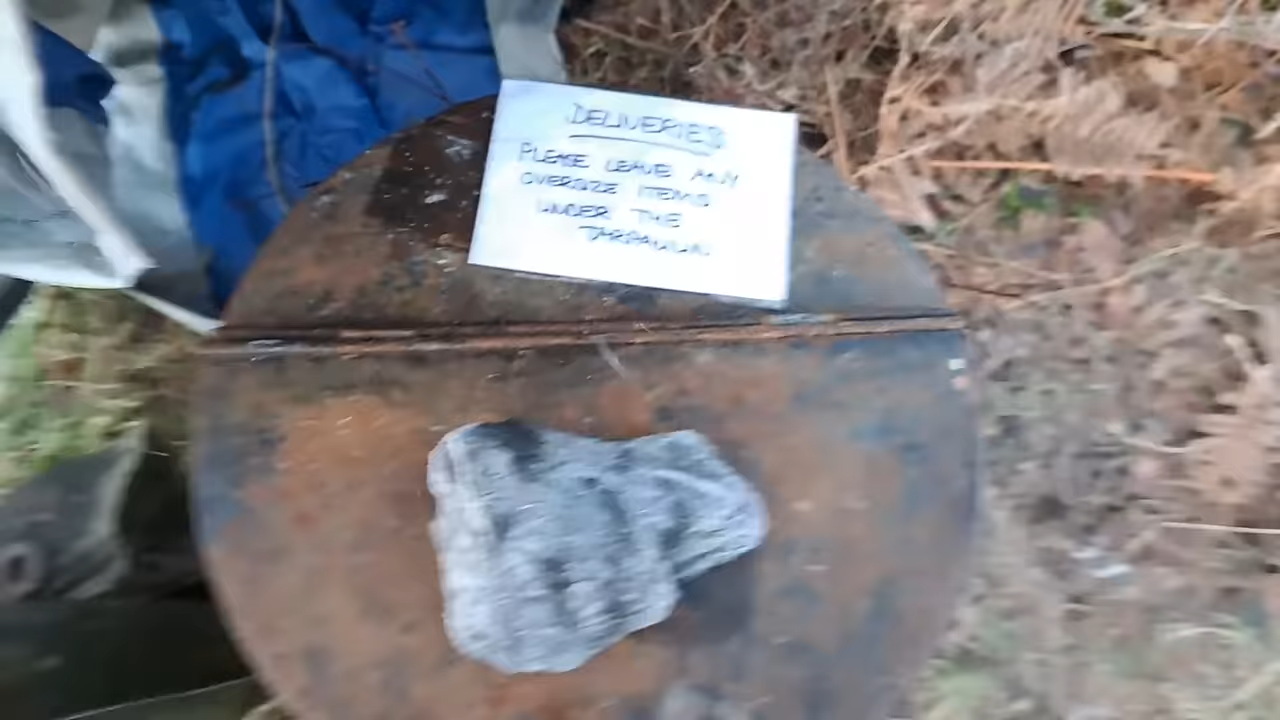 DELIVERIES
PLEASE LEAVE ANY
OVERSIZE ITEMS
UNDER THE
TARPAULIN.